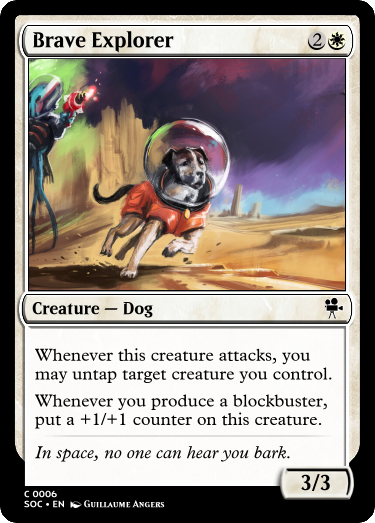 Brave Explorer 2
Creature — Dog
Whenever this creature attacks, you
may untap target creature you control.
Whenever you produce a blockbuster,
put a +1/+1 counter on this creature.
In space, no one can hear you bark.
3/3
C 0006
SOC • EN Guillaume Angers